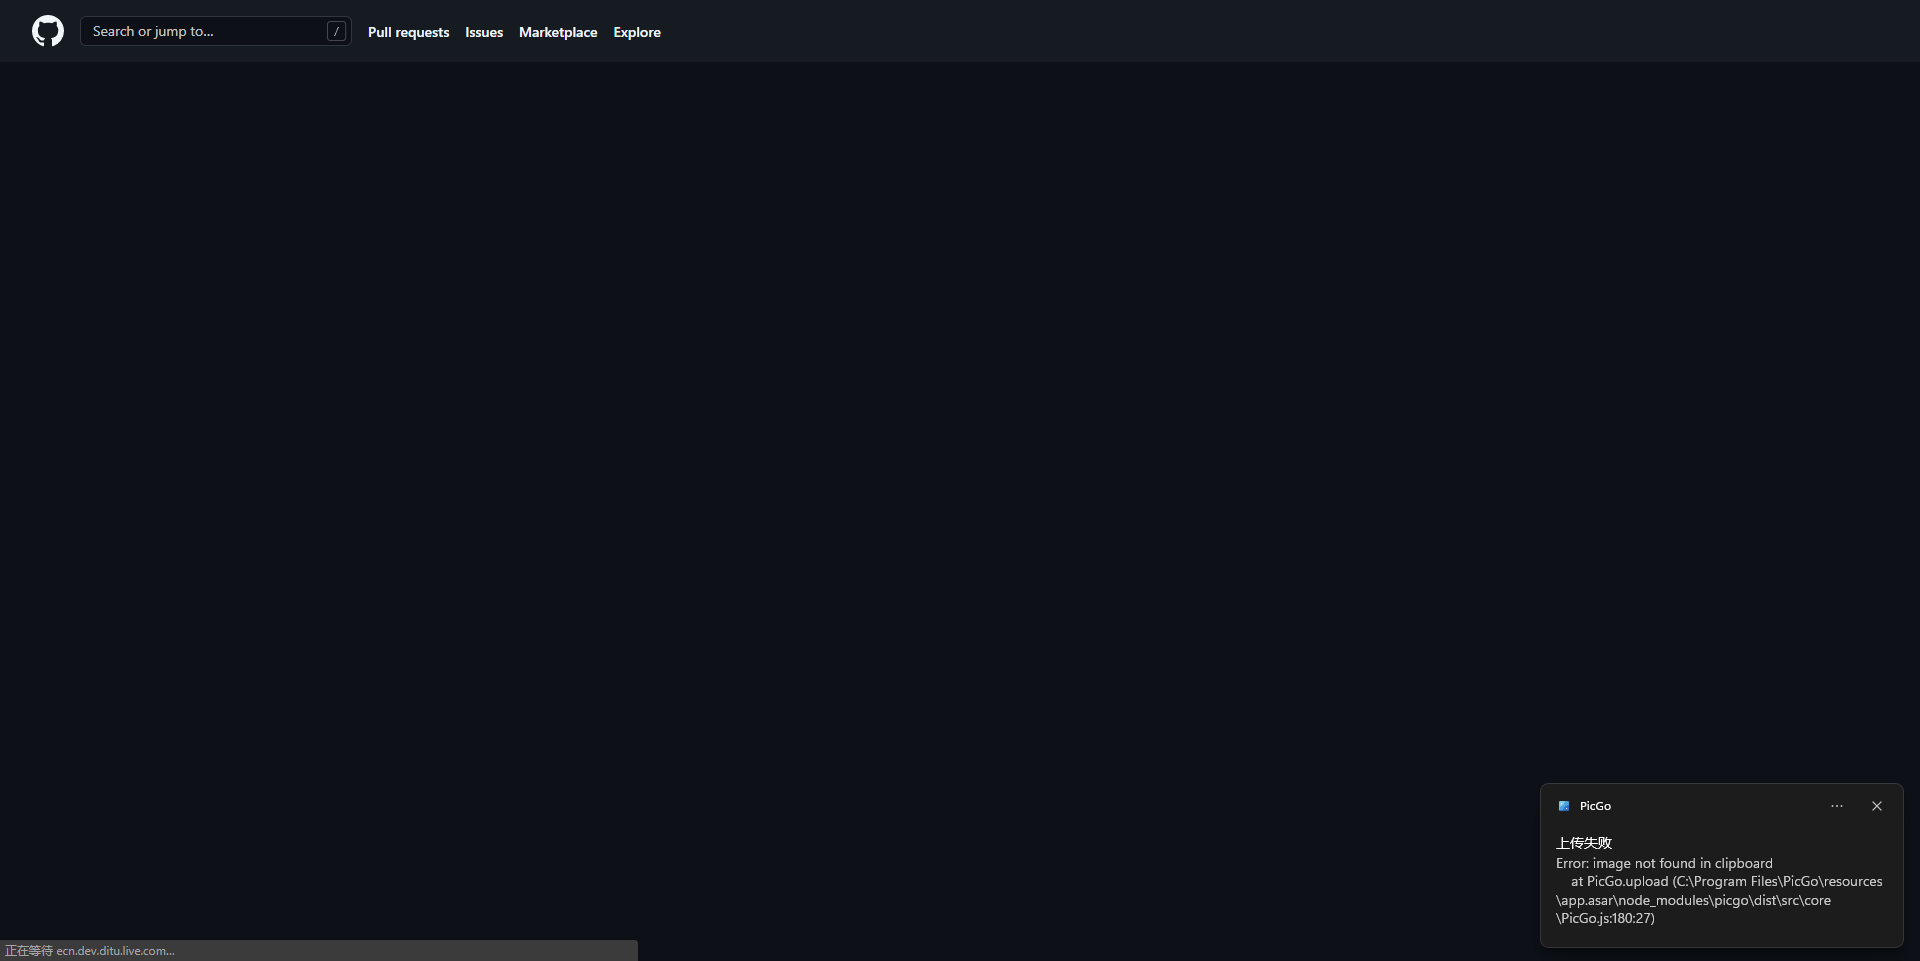 Search or jump to...
/
Pull requests
Issues
Marketplace
Explore
PicGo
上传失败
Error: image not found in clipboard
at PicGo.upload (C:\Program Files\PicGo\resources
\app.asar\node_modules\picgo\dist\src\core
\PicGo.js:180:27)
正在等待 ecn.dev.ditu.live.com...